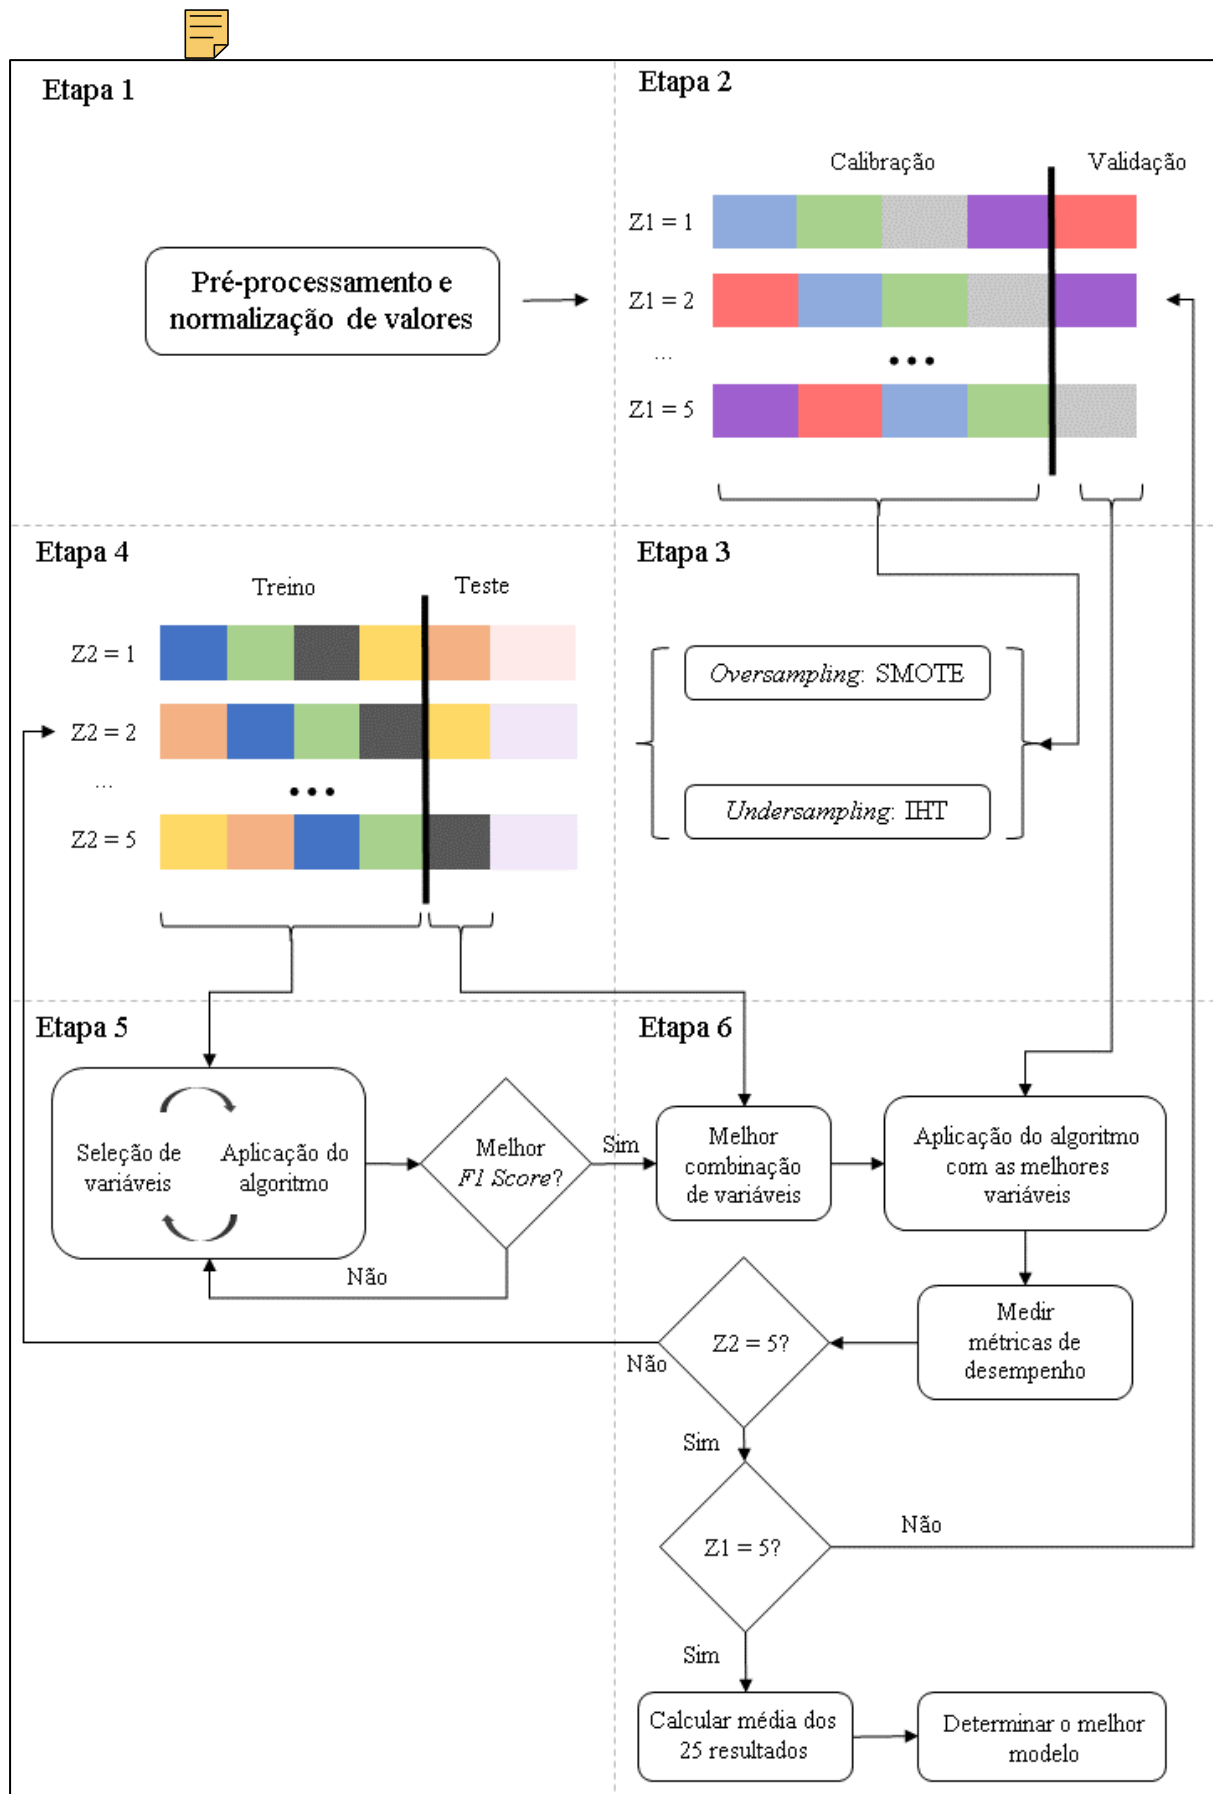 Etapa 1
Pré-processamento e
normalização de valores
Etapa 2
Calibração
Validação
Z1 = 1
Z1 = 2
...
...
Z1 = 5
Etapa 3
Oversampling: SMOTE
Undersampling: IHT
Etapa 4
Treino
Teste
Z2 = 1
Z2 = 2
...
...
Z2 = 5
Etapa 5
Seleção de
variáveis
Aplicação do
algoritmo
Melhor
F1 Score?
Sim
Não
Etapa 6
Melhor
combinação
de variáveis
Aplicação do algoritmo
com as melhores
variáveis
Medir
métricas de
desempenho
Z2 = 5?
Não
Sim
Z1 = 5?
Não
Sim
Calcular média dos
25 resultados
Determinar o melhor
modelo